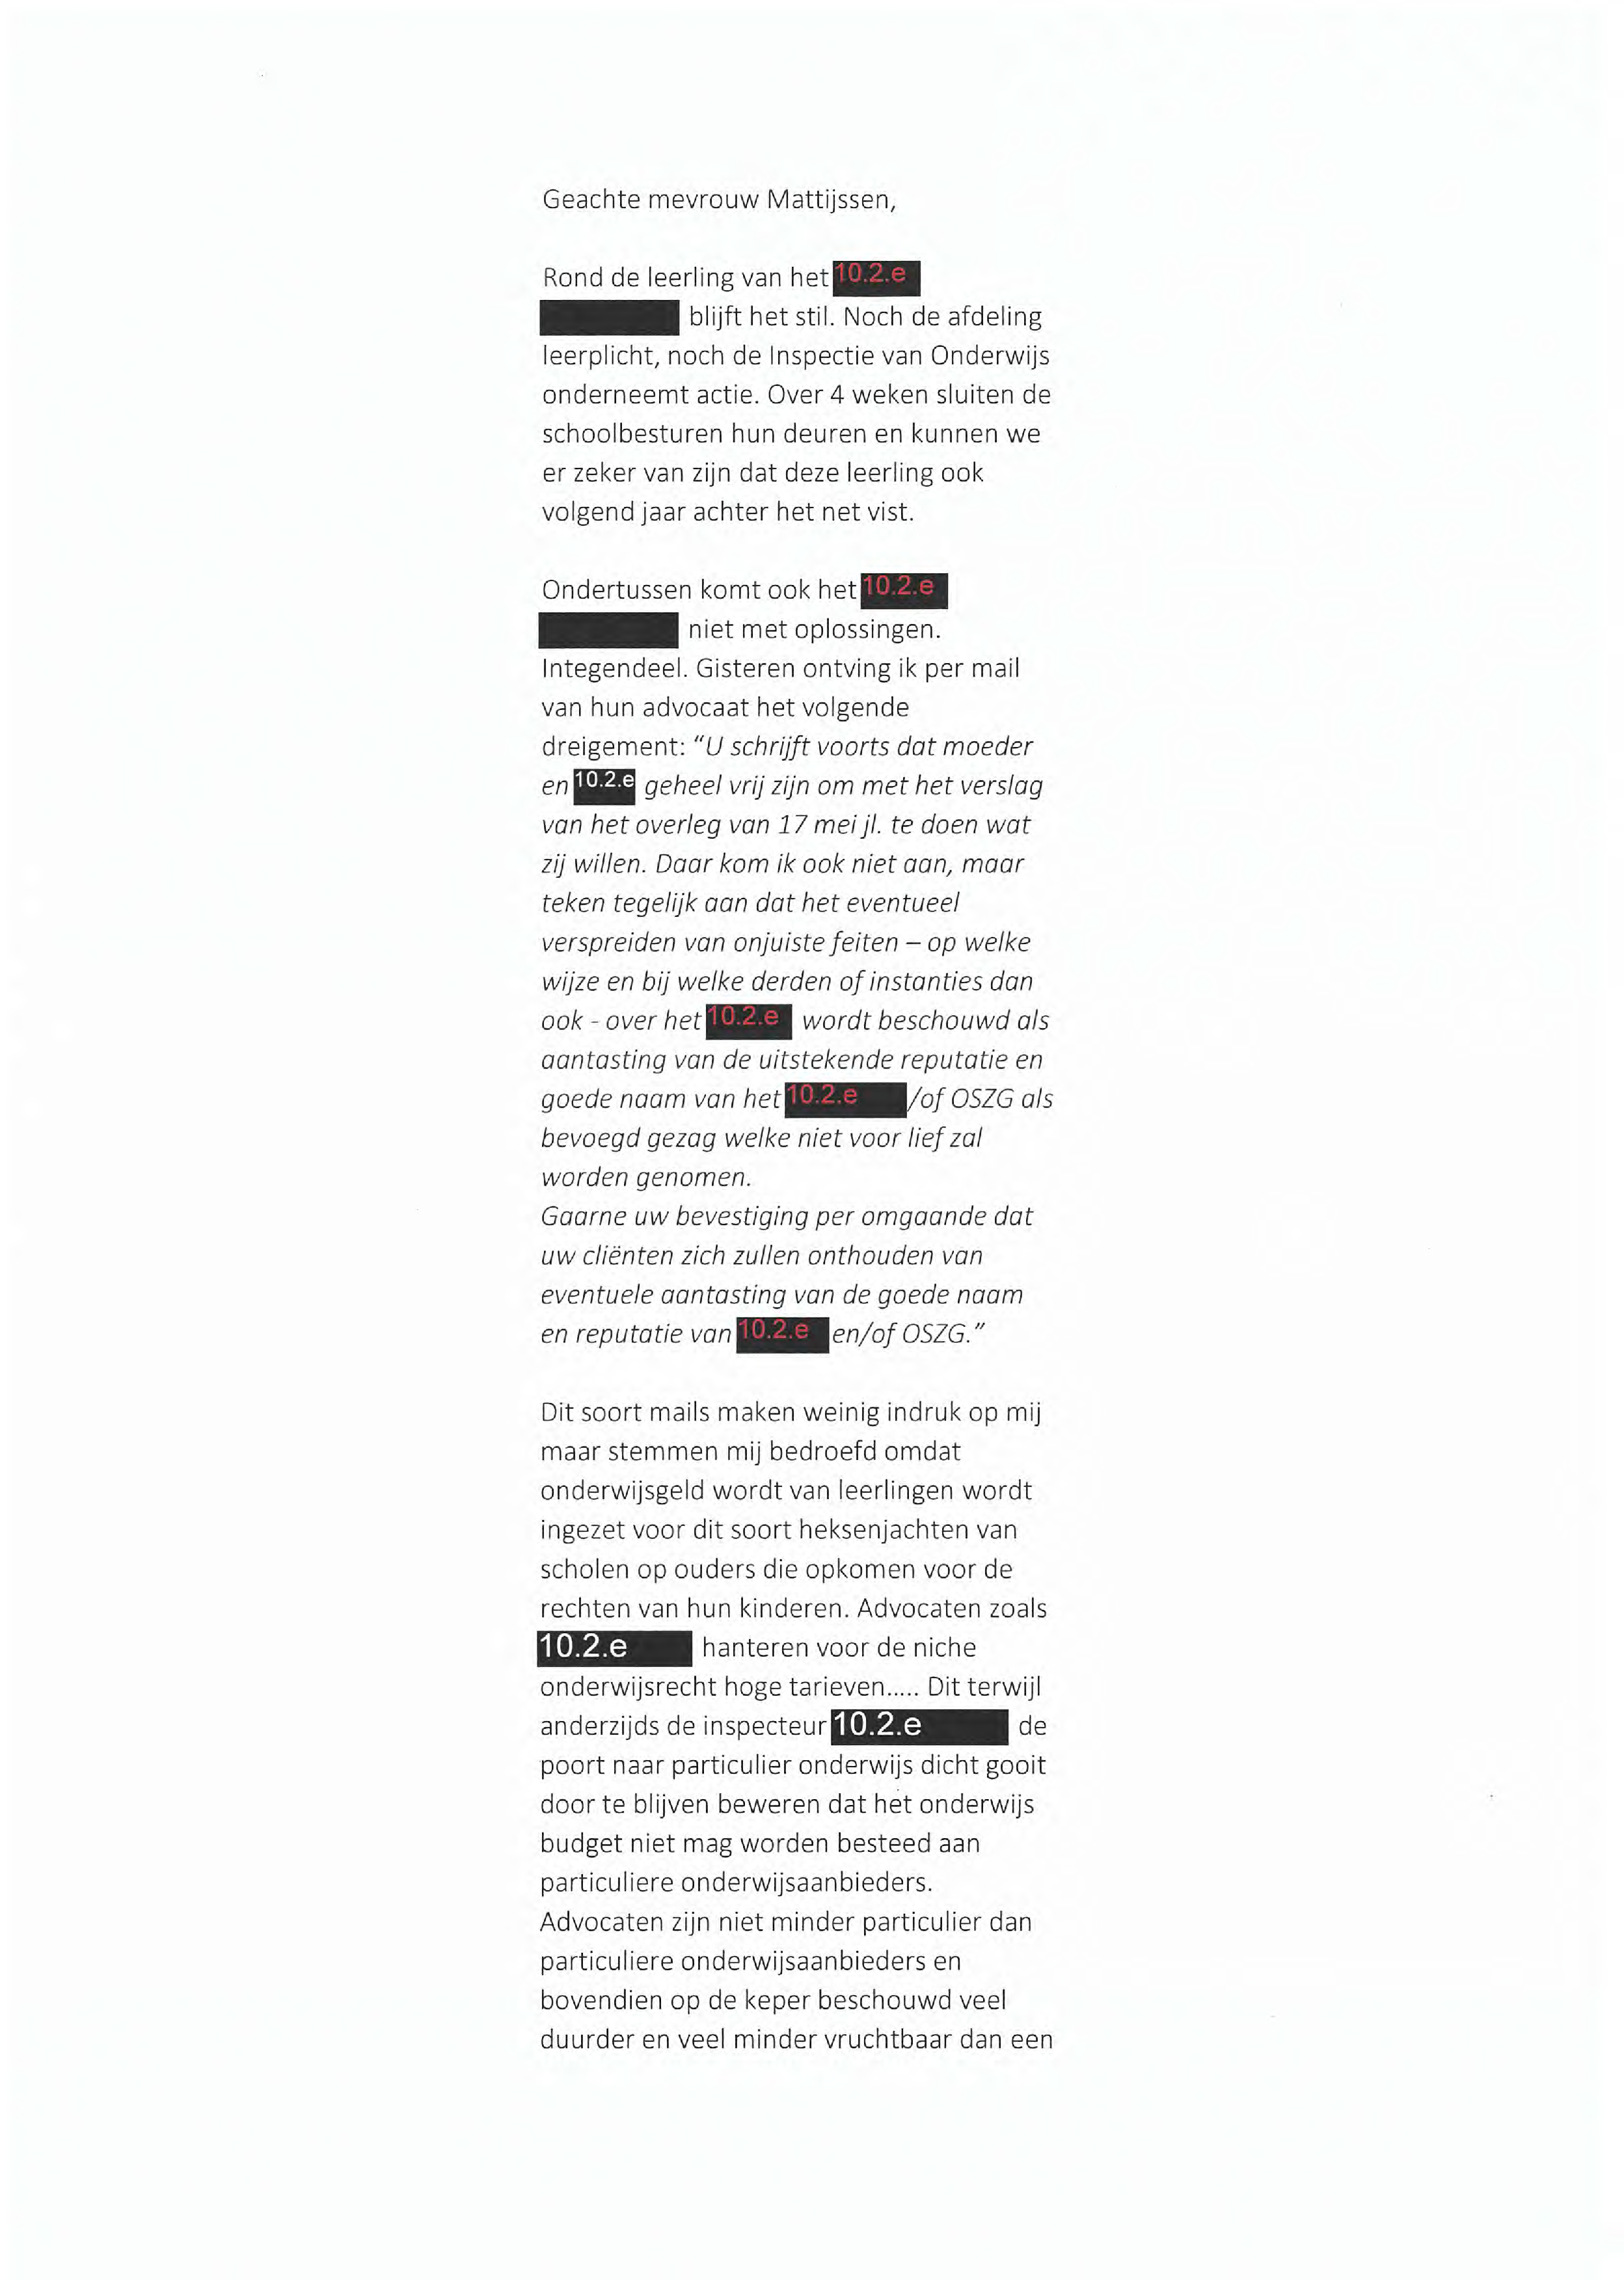 Geachte mevrouw Mattijssen,
Rond de leerling van het 10.2.e
blijft het stil. Noch de afdeling
leerplicht, noch de Inspectie van Onderwijs
onderneemt actie. Over 4 weken sluiten de
schoolbesturen hun deuren en kunnen we
er zeker van zijn dat deze leerling ook
volgend jaar achter het net vist.
Ondertussen komt ook het 10.2.e
niet met oplossingen.
Integendeel. Gisteren ontving ik per mail
van hun advocaat het volgende
dreigement: "U schrijft voorts dat moeder
en 10.2.e geheel vrij zijn om met het verslag
van het overleg van 17 mei jl. te doen wat
zij willen. Daar kom ik ook niet aan, maar
teken tegelijk aan dat het eventueel
verspreiden van onjuiste feiten – op welke
wijze en bij welke derden of instanties dan
ook - over het 10.2.e wordt beschouwd als
aantasting van de uitstekende reputatie en
goede naam van het 10.2.e /of OSZG als
bevoegd gezag welke niet voor lief zal
worden genomen.
Gaarne uw bevestiging per omgaande dat
uw cliënten zich zullen onthouden van
eventuele aantasting van de goede naam
en reputatie van 10.2.e en/of OSZG."
Dit soort mails maken weinig indruk op mij
maar stemmen mij bedroefd omdat
onderwijsgeld wordt van leerlingen wordt
ingezet voor dit soort heksenjachten van
scholen op ouders die opkomen voor de
rechten van hun kinderen. Advocaten zoals
10.2.e hanteren voor de niche
onderwijsrecht hoge tarieven..... Dit terwijl
anderzijds de inspecteur 10.2.e de
poort naar particulier onderwijs dicht gooit
door te blijven beweren dat het onderwijs
budget niet mag worden besteed aan
particuliere onderwijsaanbieders.
Advocaten zijn niet minder particulier dan
particuliere onderwijsaanbieders en
bovendien op de keper beschouwd veel
duurder en veel minder vruchtbaar dan een